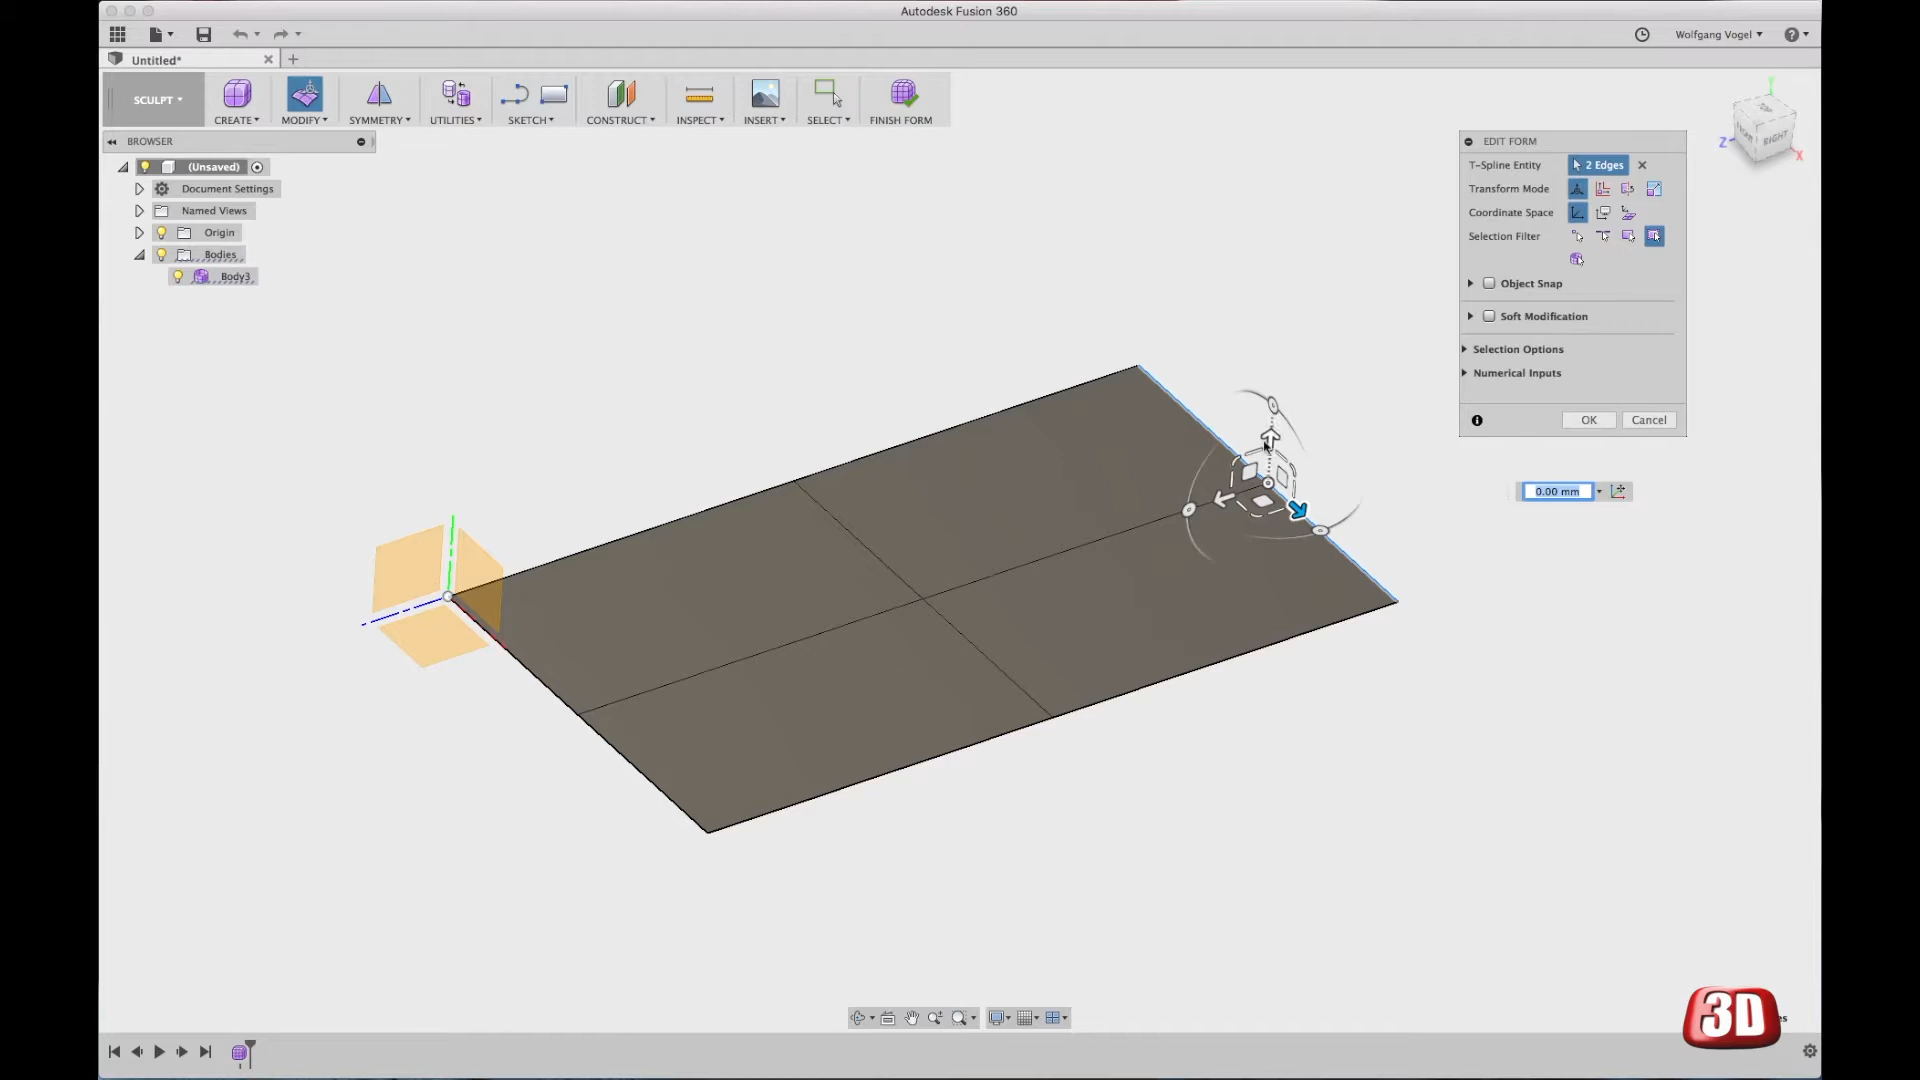 Autodesk Fusion 360
Wolfgang Vogel
Untitled*
SCULPT
CREATE
MODIFY
SYMMETRY
UTILITIES
SKETCH
CONSTRUCT
INSPECT
INSERT
SELECT
FINISH FORM
BROWSER
(Unsaved)
Document Settings
Named Views
Origin
Bodies
Body3
EDIT FORM
T-Spline Entity
2 Edges
Transform Mode
Coordinate Space
Selection Filter
Object Snap
Soft Modification
Selection Options
Numerical Inputs
OK
Cancel
0.00 mm
Z
X
Y
RIGHT
3D